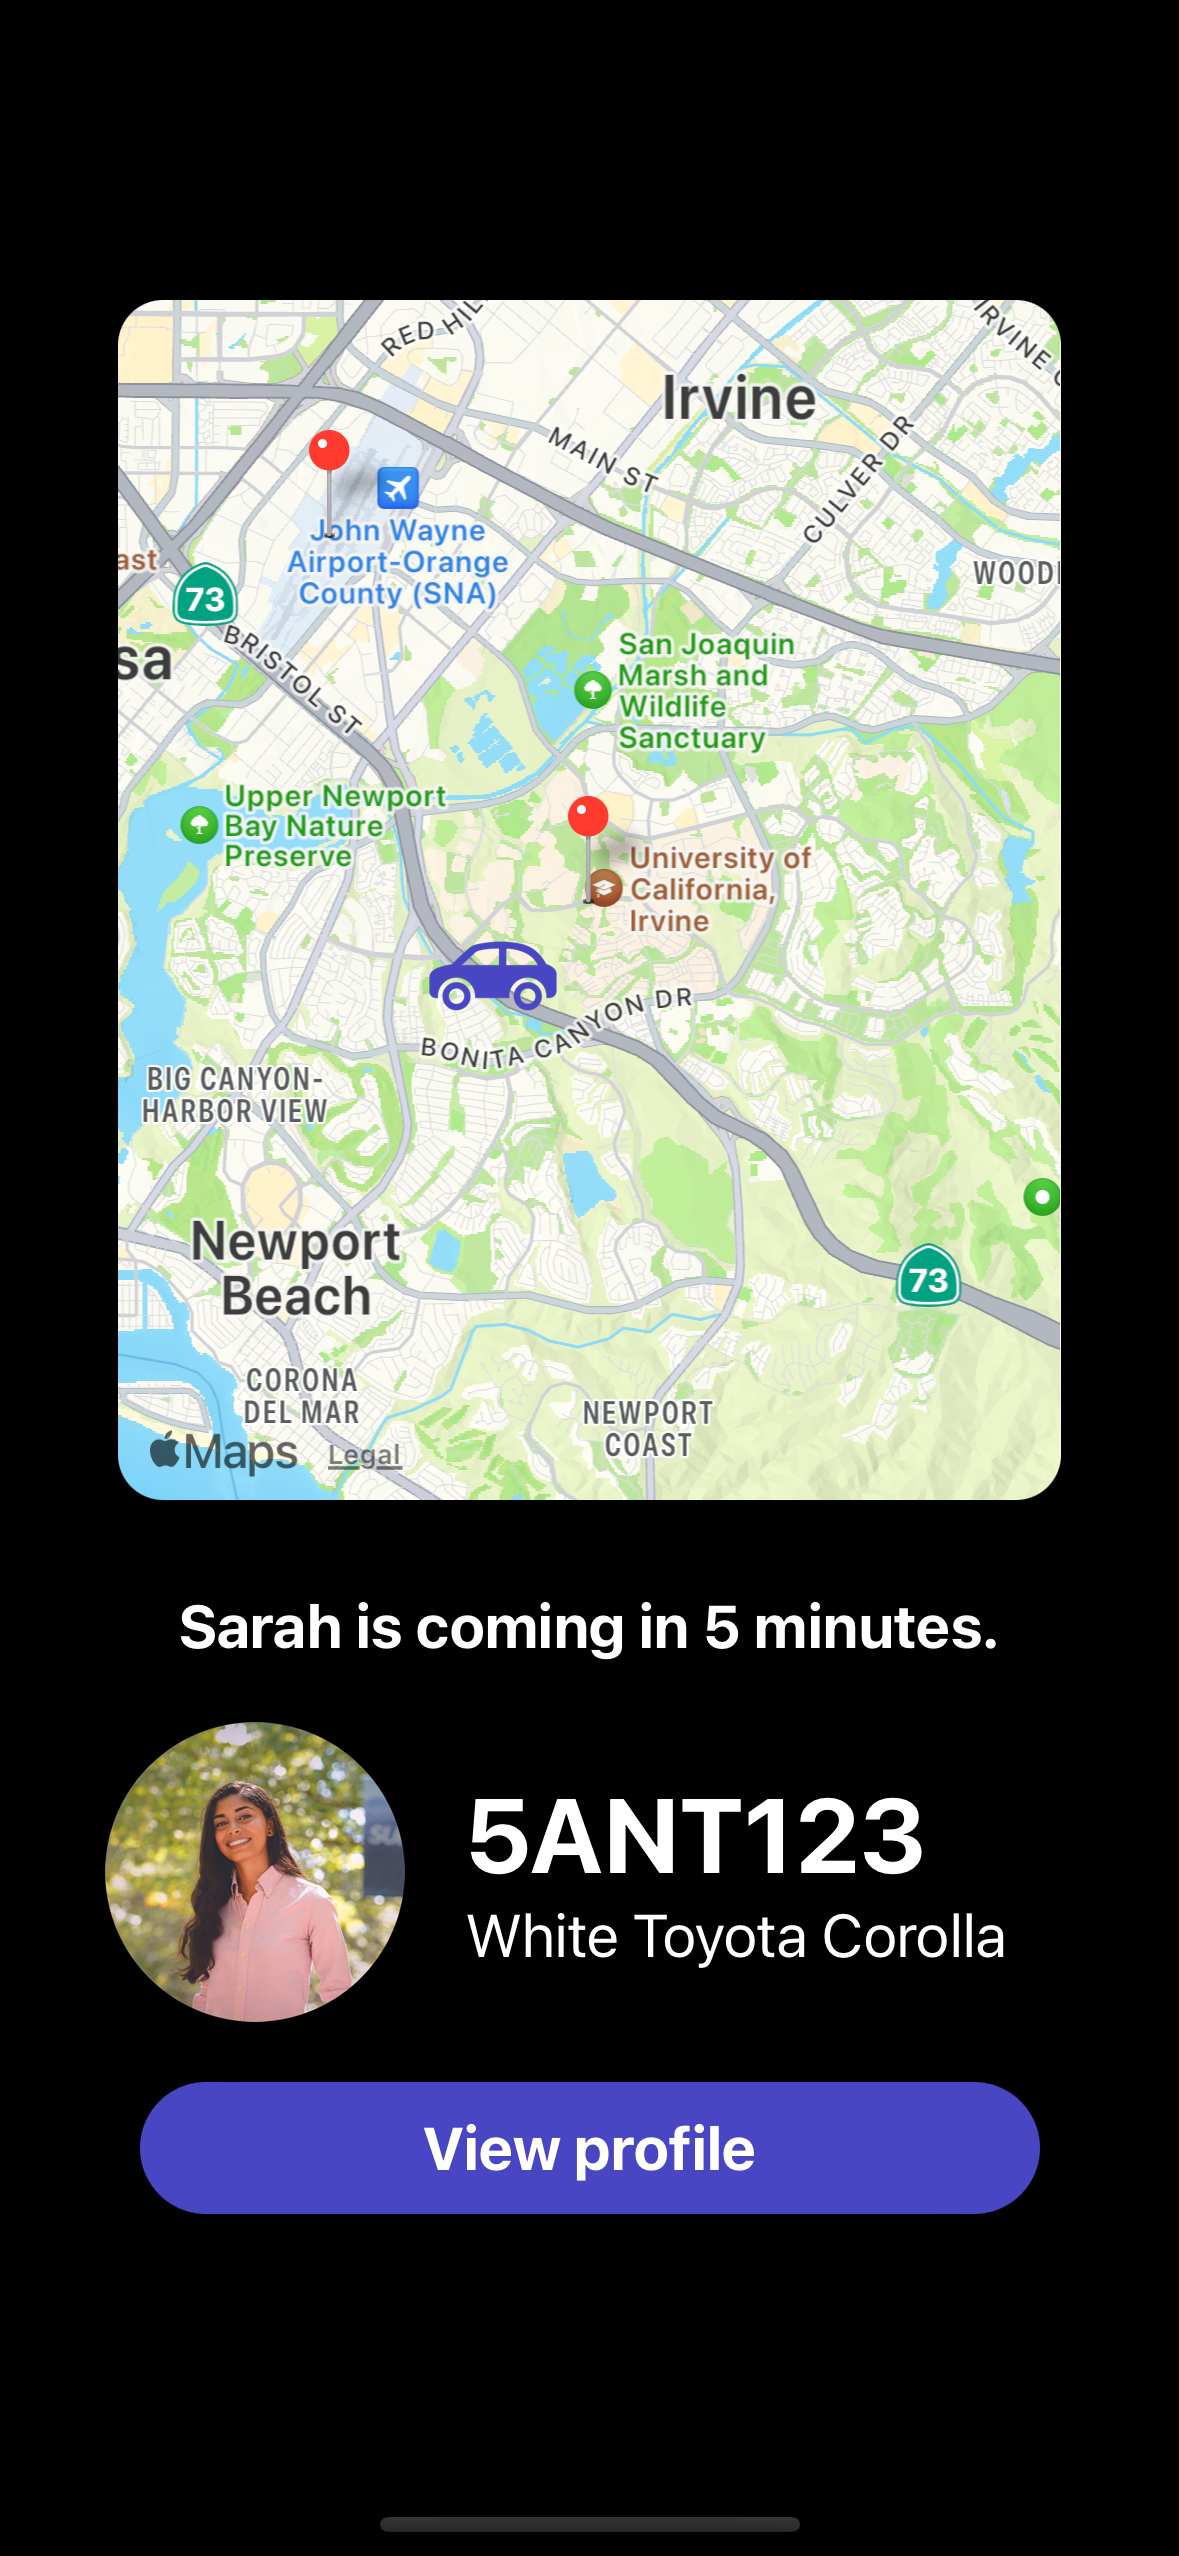 RED HIL
IRVINE
Irvine
MAIN ST
CULVER DR
John Wayne
Airport-Orange
County (SNA)
ast
73
WOOD
BRISTOL ST
sa
San Joaquin
Marsh and
Wildlife
Sanctuary
Upper Newport
Bay Nature
Preserve
University of
California,
Irvine
BONITA CANYON DR
BIG CANYON-
HARBOR VIEW
Newport
Beach
73
CORONA
DEL MAR
NEWPORT
COAST
Maps Legal
Sarah is coming in 5 minutes.
5ANT123
White Toyota Corolla
View profile